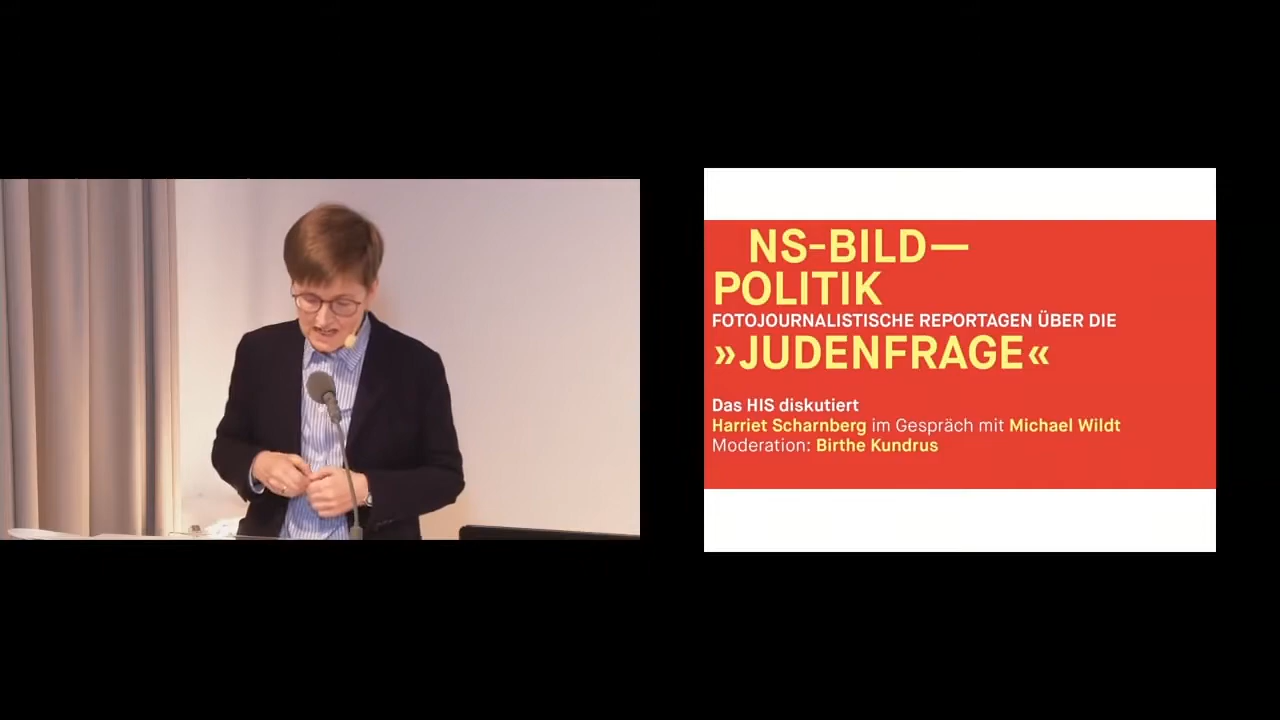 NS-BILD—
POLITIK
FOTOJOURNALISTISCHE REPORTAGEN ÜBER DIE
»JUDENFRAGE«
Das HIS diskutiert
Harriet Scharnberg im Gespräch mit Michael Wildt
Moderation: Birthe Kundrus